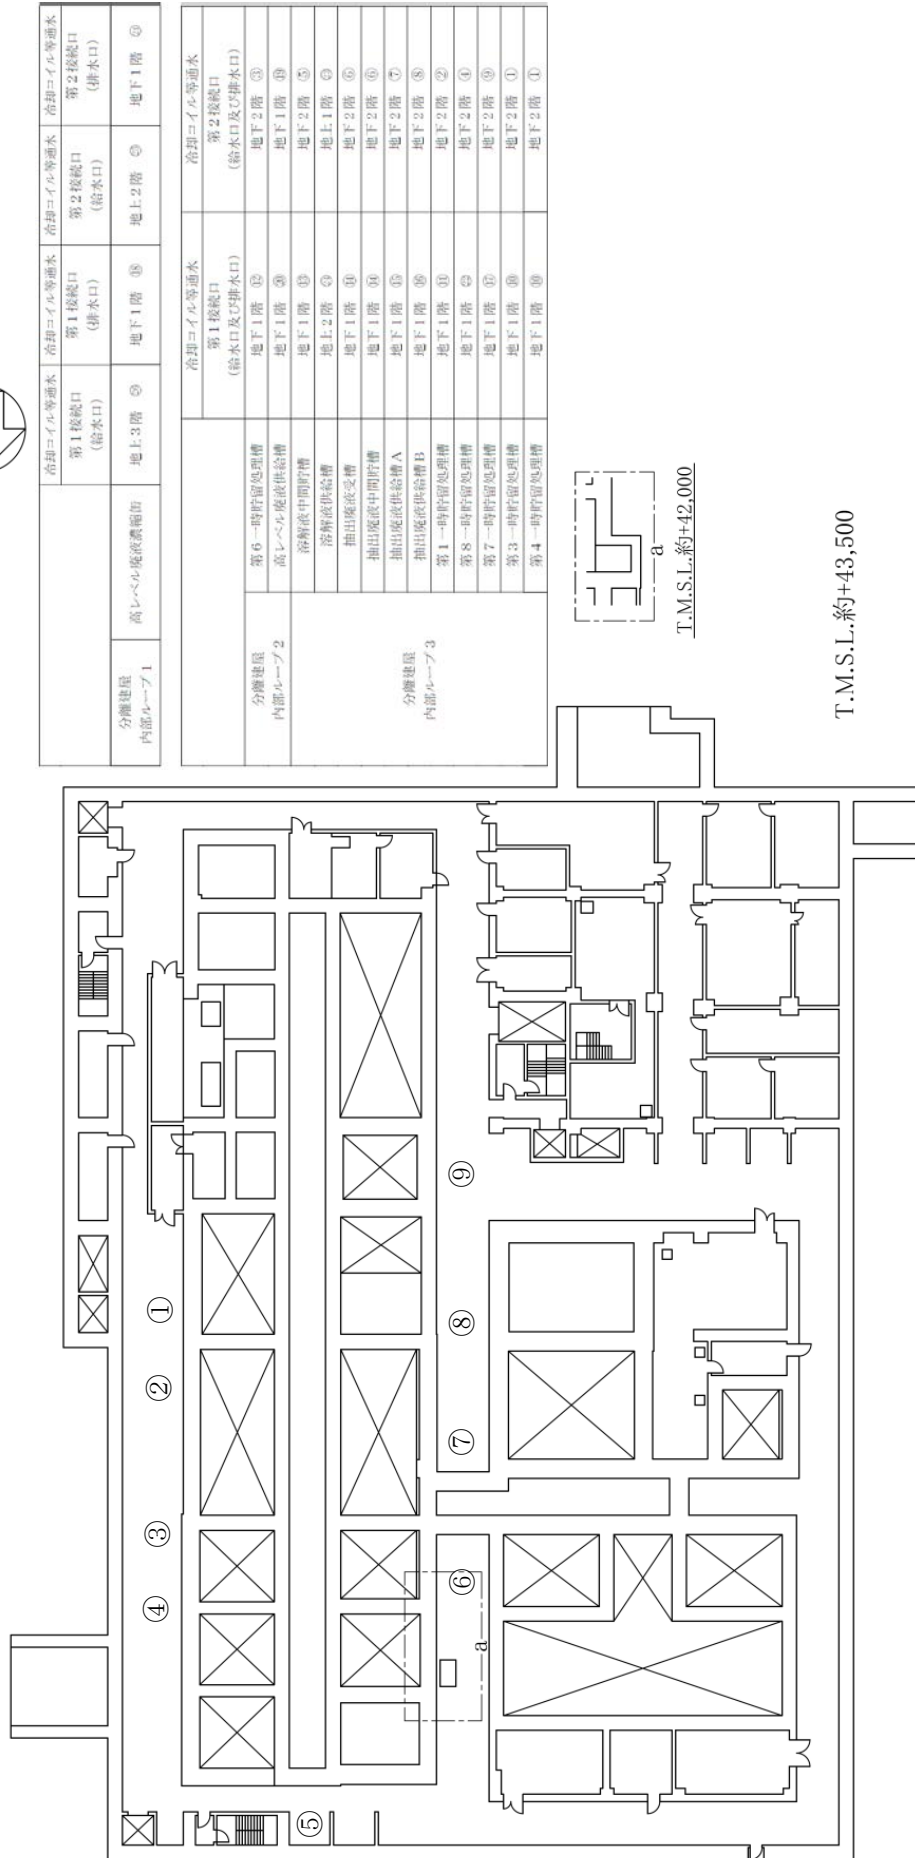 冷却コイル等通水 冷却コイル等通水 冷却コイル等通水 冷却コイル等通水
第1接続口 第1接続口 第2接続口 第2接続口
(給水口) (排水口) (給水口) (排水口)
分離建屋
内部ループ1
高レベル廃液濃縮缶 地上3階 地下1階 ⑱ 地上2階 地下1階 ㉑
冷却コイル等通水 冷却コイル等通水
第1接続口 第2接続口
(給水口及び排水口) (給水口及び排水口)
分離建屋
内部ループ2
第6一時貯留処理槽 地下1階 ⑫ 地下2階 ③
高レベル廃液供給槽 地下1階 ⑳ 地下1階 ⑲
分離建屋
内部ループ3
溶解液中間貯槽 地下1階 ⑬ 地下2階 ⑤
溶解液供給槽 地上2階 地上1階
抽出廃液受槽 地下1階 ⑭ 地下2階 ⑥
抽出廃液中間貯槽 地下1階 ⑭ 地下2階 ⑥
抽出廃液供給槽A 地下1階 ⑮ 地下2階 ⑦
抽出廃液供給槽B 地下1階 ⑯ 地下2階 ⑧
第1一時貯留処理槽 地下1階 ⑪ 地下2階 ②
第8一時貯留処理槽 地下1階 地下2階 ④
第7一時貯留処理槽 地下1階 ⑰ 地下2階 ⑨
第3一時貯留処理槽 地下1階 ⑩ 地下2階 ①
第4一時貯留処理槽 地下1階 ⑩ 地下2階 ①
a
T.M.S.L.約+42,000
T.M.S.L.約+43,500
①
②
③
④
⑤
⑥
⑦
⑧
⑨
a